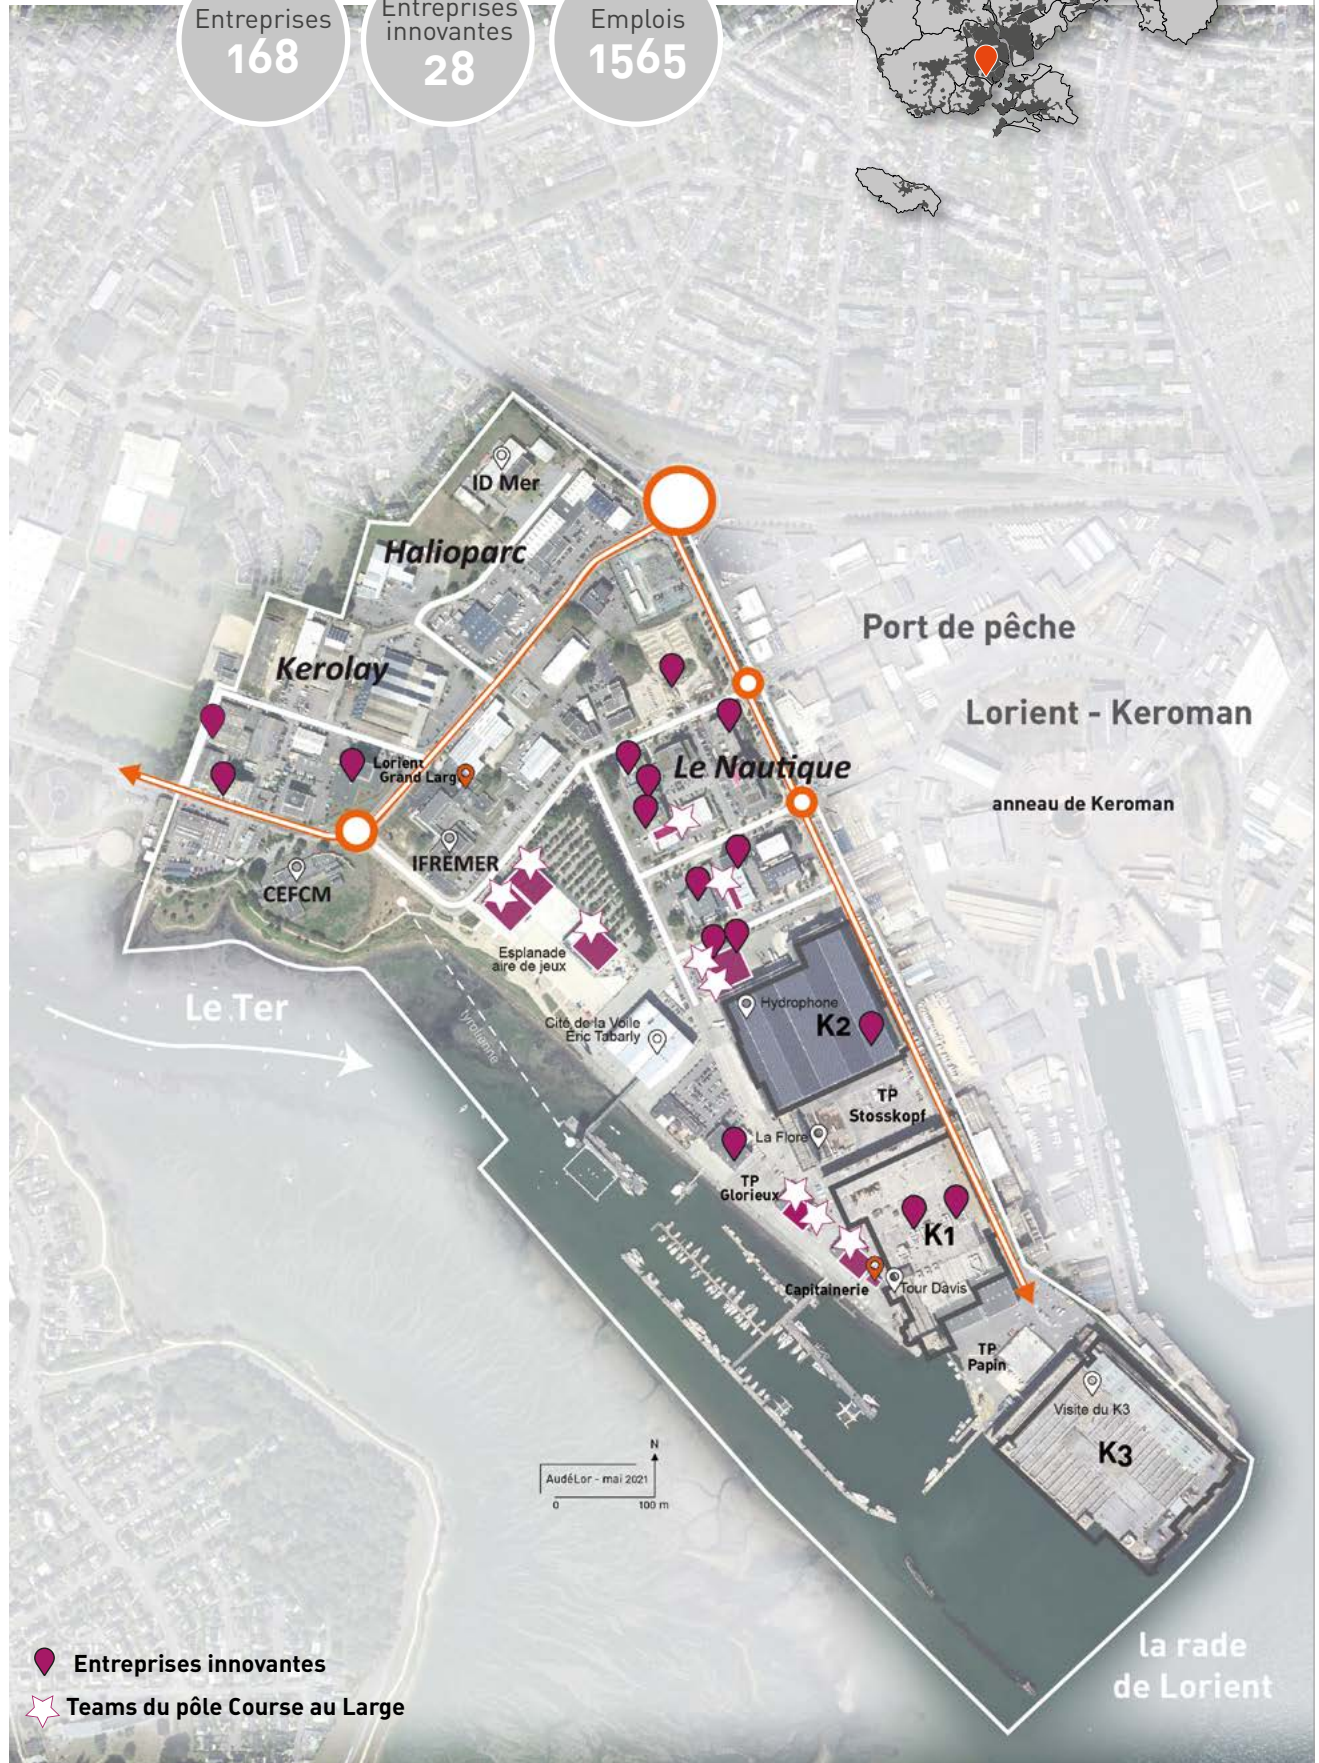 Entreprises
168
Entreprises
innovantes
28
Emplois
1565
ID Mer
Halioparc
Kerolay
Port de pêche
Lorient - Keroman
anneau de Keroman
Le Nautique
Lorient
Grand Larg
IFREMER
CEFCM
Esplanade
aire de jeux
Le Ter
Hydrophone
K2
Cité de la Voile
Éric Tabarly
tyrolienne
TP
Stosskopf
La Flore
TP
Glorieux
K1
Capitainerie
Tour Davis
TP
Papin
Visite du K3
K3
N
AudéLor - mai 2021
0 100 m
la rade
de Lorient
Entreprises innovantes
Teams du pôle Course au Large